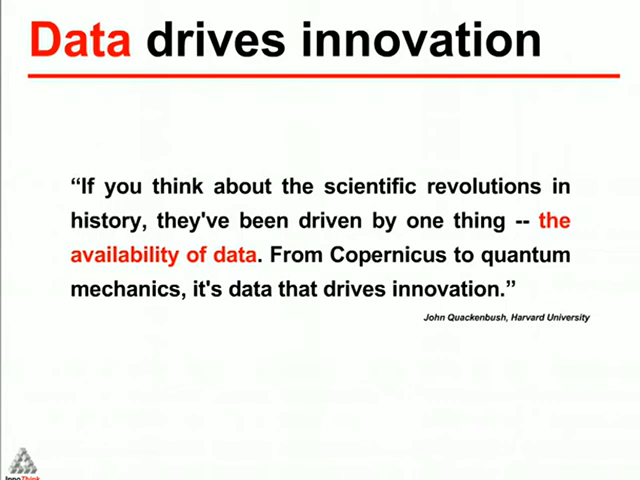 Data drives innovation
“If you think about the scientific revolutions in
history, they've been driven by one thing -- the
availability of data. From Copernicus to quantum
mechanics, it's data that drives innovation.”
John Quackenbush, Harvard University
InnoThink